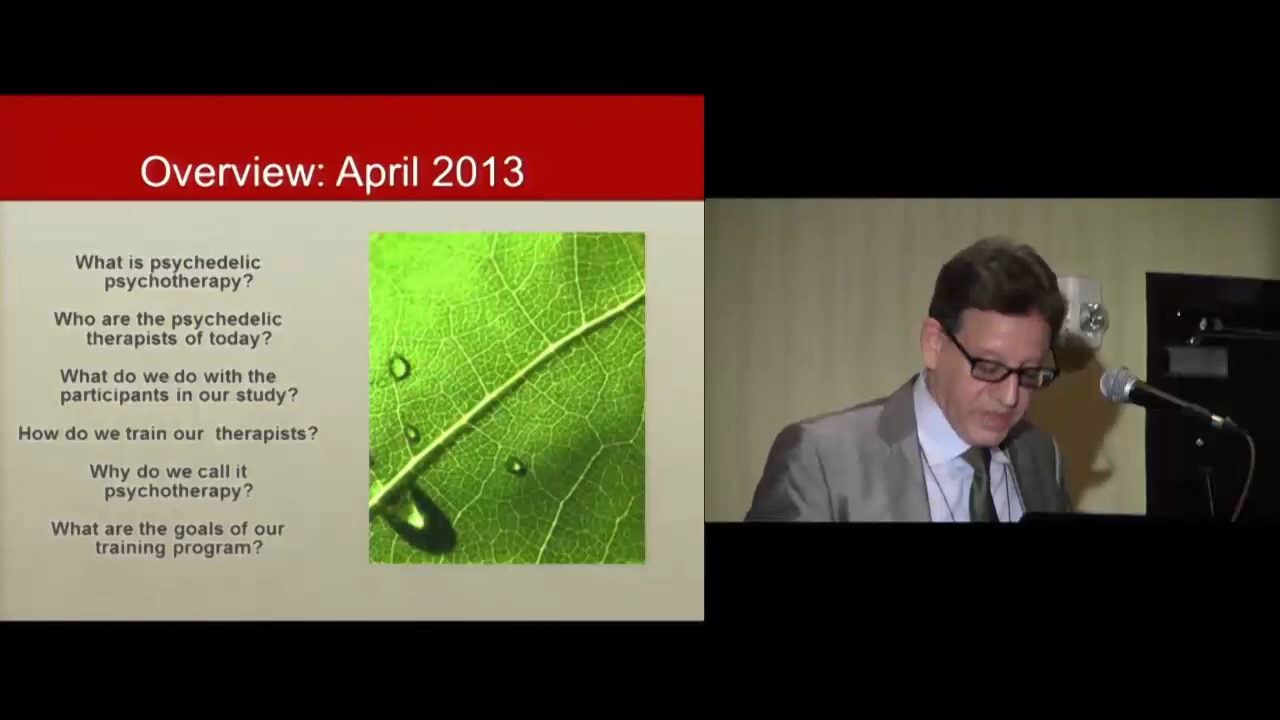 Overview: April 2013
What is psychedelic
psychotherapy?
Who are the psychedelic
therapists of today?
What do we do with the
participants in our study?
How do we train our therapists?
Why do we call it
psychotherapy?
What are the goals of our
training program?